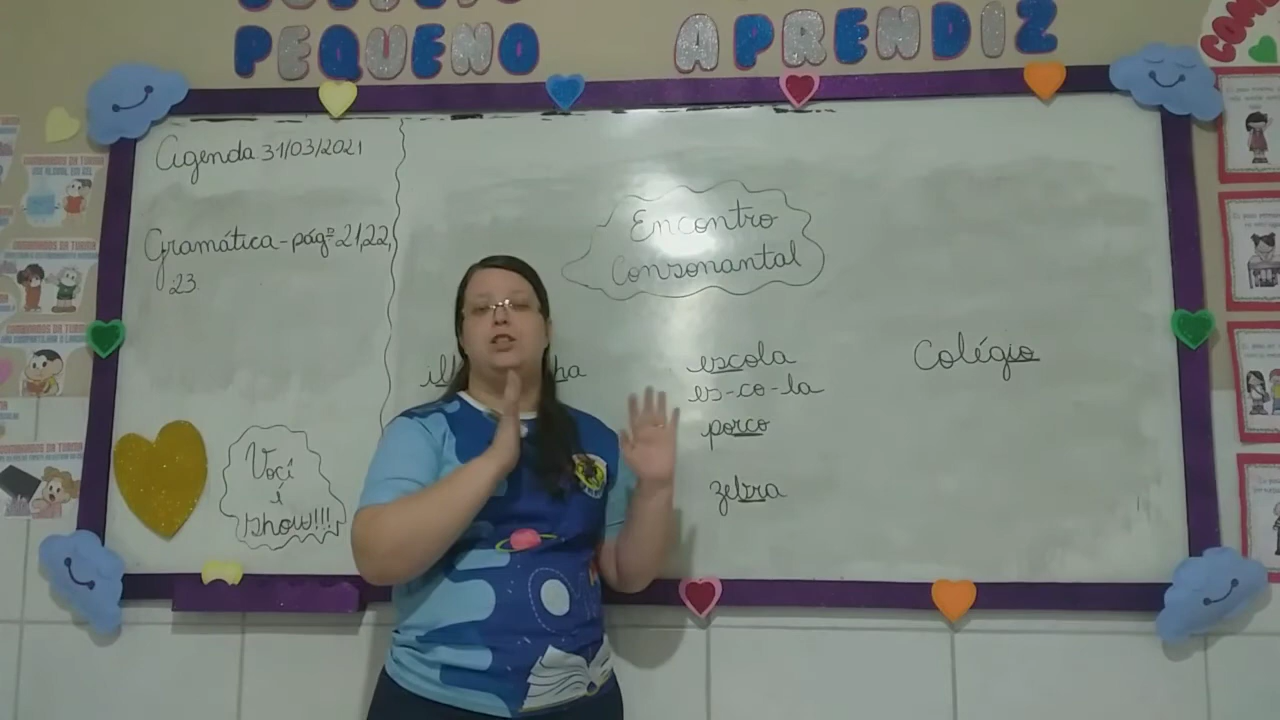 PEQUENO APRENDIZ
Agenda 31/03/2021
Gramática - págº 21,22,
23
Você
é
show!!!
Encontro
Consonantal
escola
es-co-la
porco
zebra
Colégio